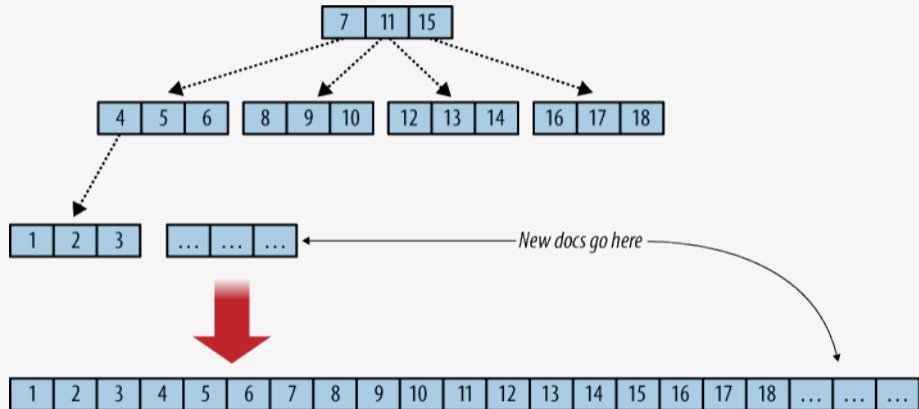 7 11 15
4 5 6 8 9 10 12 13 14 16 17 18
1 2 3 ... ... ... New docs go here
1 2 3 4 5 6 7 8 9 10 11 12 13 14 15 16 17 18 ... ... ...